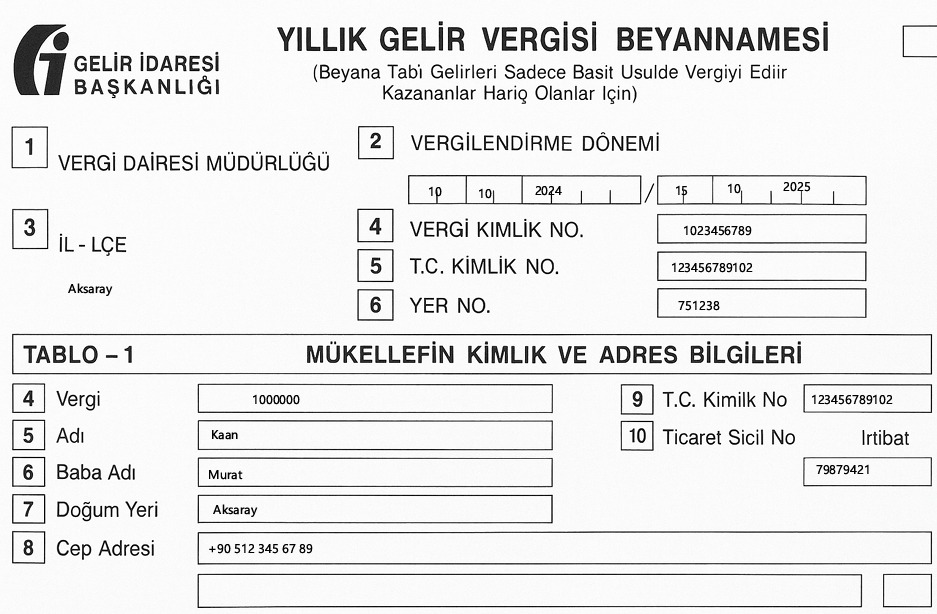 GELİR İDARESİ
BAŞKANLIĞI
YILLIK GELİR VERGİSİ BEYANNAMESİ
(Beyana Tabi Gelirleri Sadece Basit Usulde Vergiyi Ediir
Kazananlar Hariç Olanlar Için)
1 VERGİ DAİRESİ MÜDÜRLÜĞÜ
2 VERGİLENDİRME DÔNEMİ
10 10 2024 / 15 10 2025
3 İL - LÇE
Aksaray
4 VERGİ KIMLİK NO. 1023456789
5 T.C. KİMLİK NO. 123456789102
6 YER NO. 751238
TABLO – 1 MÜKELLEFİN KİMLIK VE ADRES BİLGİLERİ
4 Vergi 1000000 9 T.C. Kimilk No 123456789102
5 Adı Kaan 10 Ticaret Sicil No Irtibat
6 Baba Adı Murat 79879421
7 Doğum Yeri Aksaray
8 Cep Adresi +90 512 345 67 89